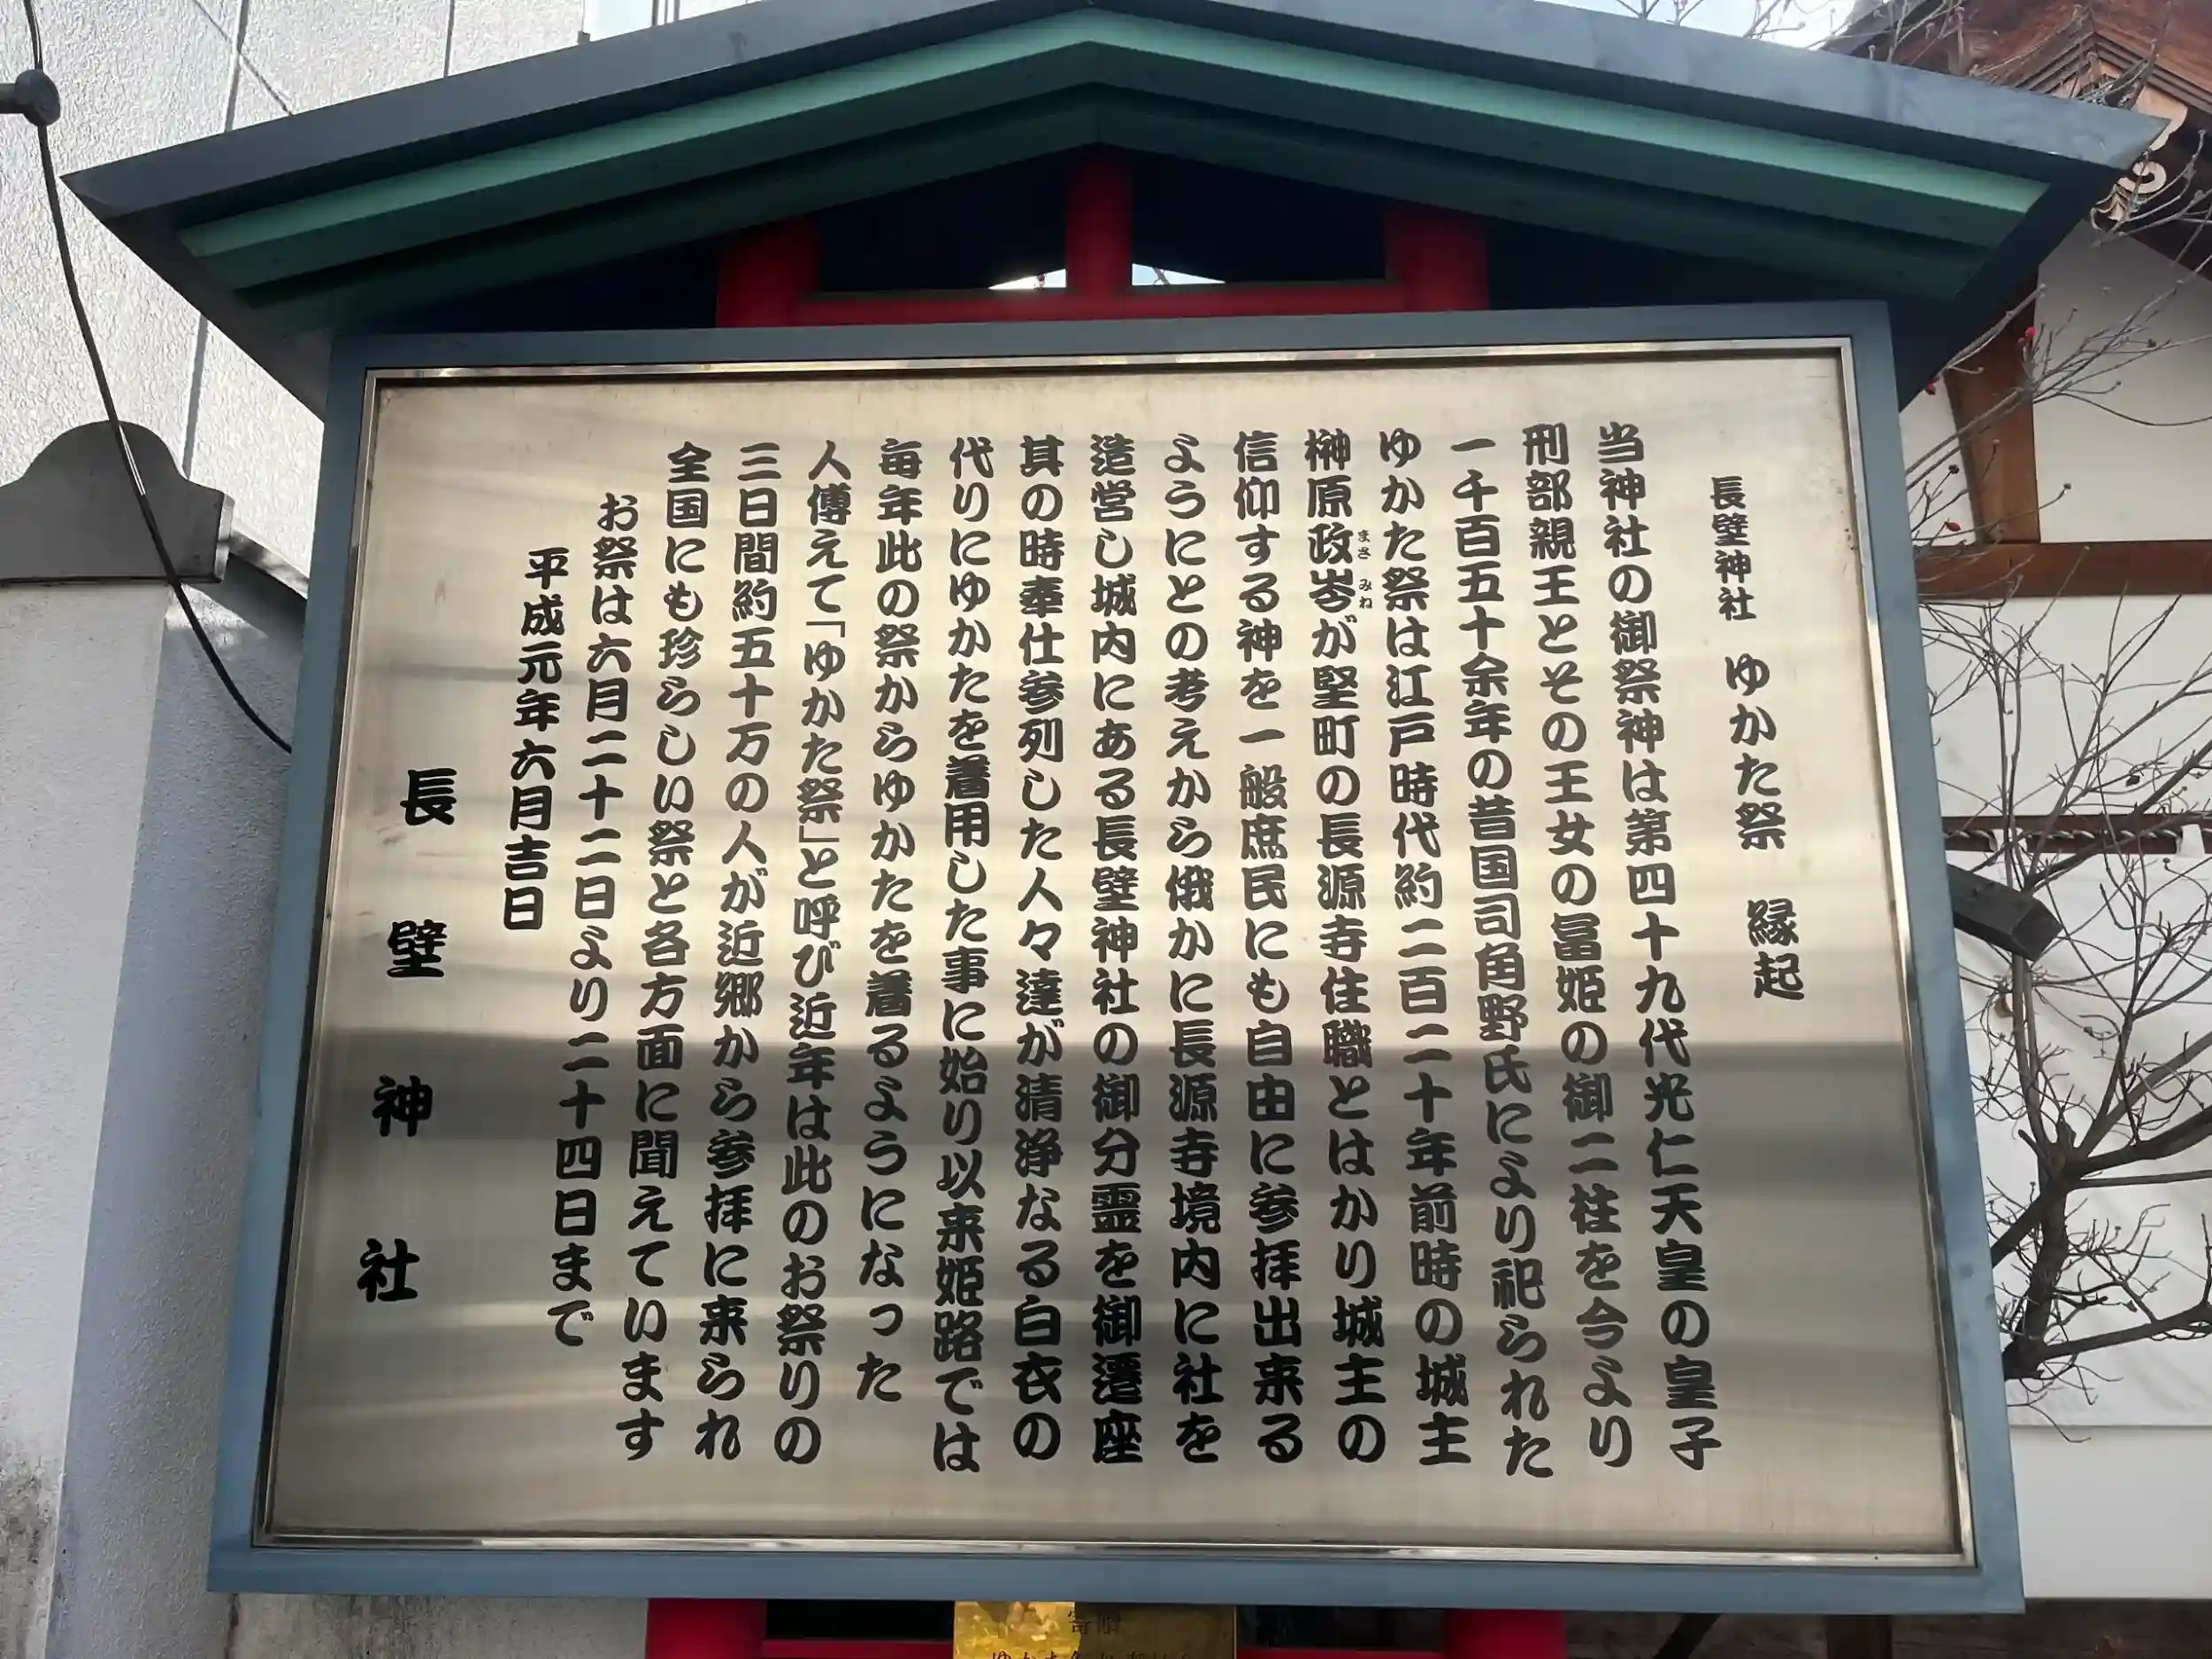 長壁神社 ゆかた祭 縁起
当神社の御祭神は第四十九代光仁天皇の皇子
刑部親王とその王女の冨姫の御二柱を今より
一千百五十余年の昔国司角野氏により祀られた
ゆかた祭は江戸時代約二百二十年前時の城主
榊原政岑が堅町の長源寺住職とはかり城主の
まさ みね
信仰する神を一般庶民にも自由に参拝出来る
ようにとの考えから俄かに長源寺境内に社を
造営し城内にある長壁神社の御分霊を御遷座
其の時奉仕参列した人々達が清浄なる白衣の
代りにゆかたを着用した事に始り以来姫路では
毎年此の祭からゆかたを着るようになった
人傳えて「ゆかた祭」と呼び近年は此のお祭りの
三日間約五十万の人が近郷から参拝に来られ
全国にも珍らしい祭と各方面に聞えています
お祭は六月二十二日より二十四日まで
平成元年六月吉日
長壁神社
寄贈